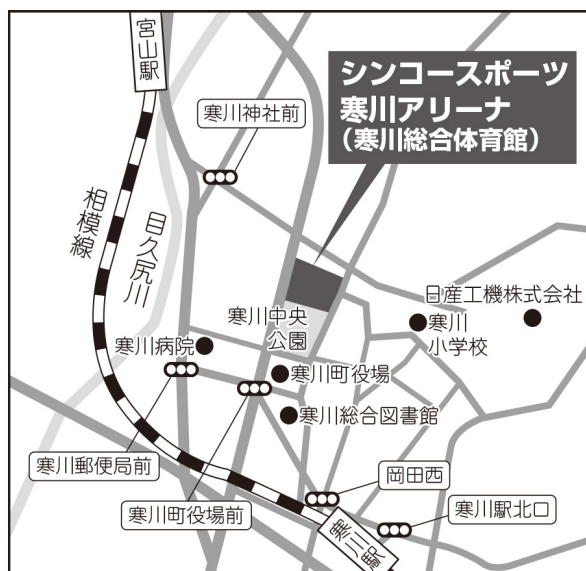 宮山駅
シンコースポーツ
寒川アリーナ
（寒川総合体育館）
寒川神社前
相模線
目久尻川
日産工機株式会社
寒川中央
公園
寒川
小学校
寒川病院
寒川町役場
寒川総合図書館
寒川郵便局前
岡田西
寒川町役場前
寒川駅北口
寒川駅